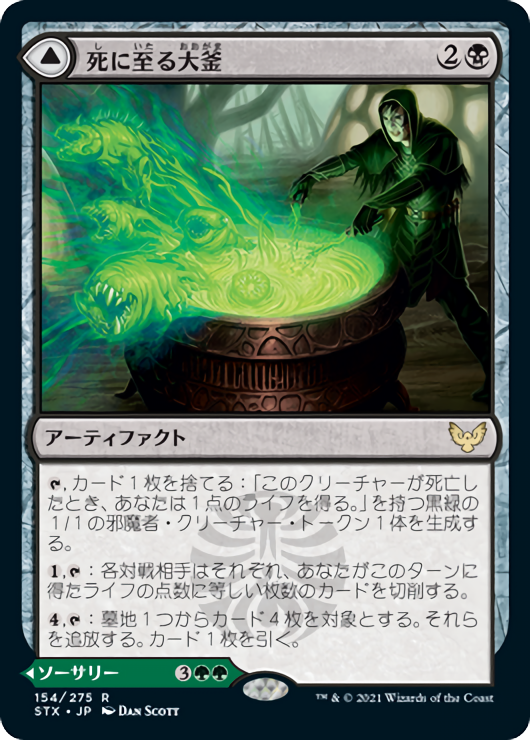 死に至る大釜
し いた おおがま
2
アーティファクト
,カード１枚を捨てる：「このクリーチャーが死亡し
たとき、あなたは１点のライフを得る。」を持つ黒緑の
１/１の邪魔者・クリーチャー・トークン１体を生成す
る。
1, ：各対戦相手はそれぞれ、あなたがこのターンに
得たライフの点数に等しい枚数のカードを切削する。
4, ：墓地１つからカード４枚を対象とする。それら
を追放する。カード１枚を引く。
ソーサリー 3
154/275 R
STX・JP DAN SCOTT
™ & © 2021 Wizards of the Coast